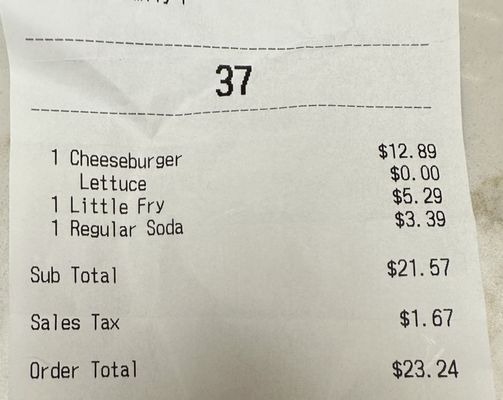 37
1 Cheeseburger $12.89
Lettuce $0.00
1 Little Fry $5.29
1 Regular Soda $3.39
Sub Total $21.57
Sales Tax $1.67
Order Total $23.24